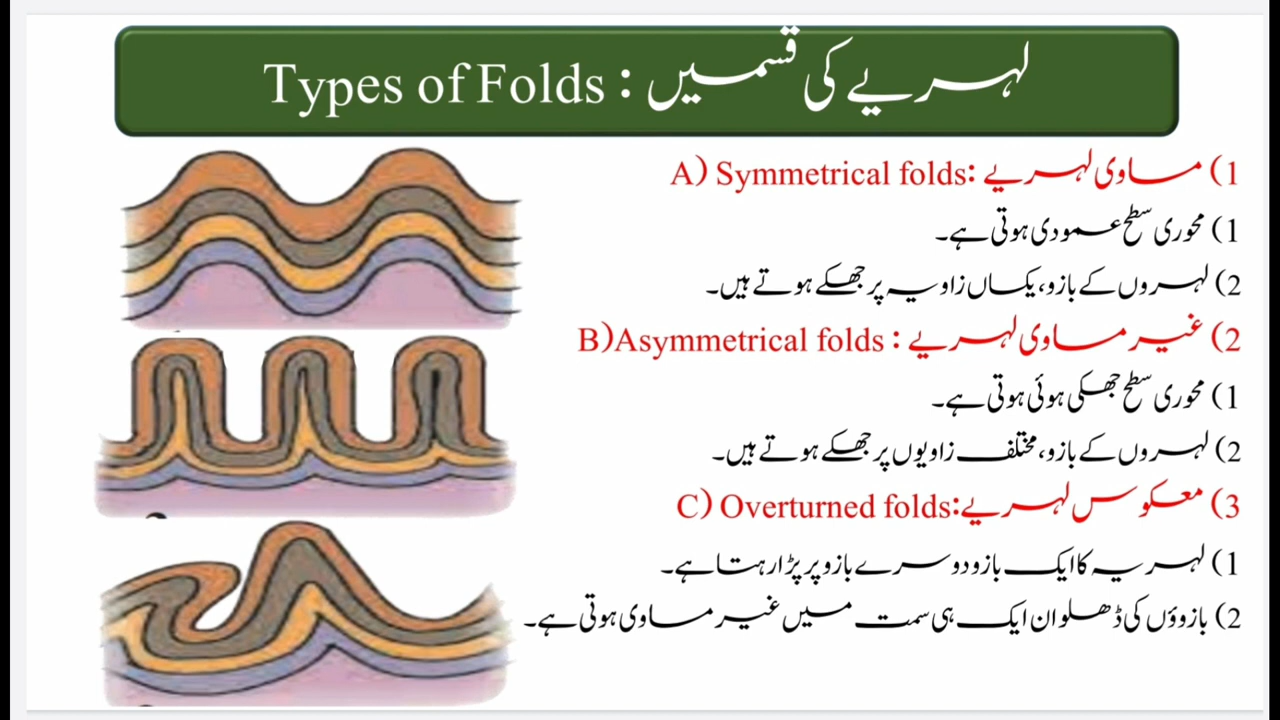 لہریے کی قسمیں : Types of Folds
1) مساوی لہریے :A) Symmetrical folds
1) محوری سطح عمودی ہوتی ہے۔
2) لہروں کے بازو، یکساں زاویہ پر جھکے ہوتے ہیں۔
2) غیر مساوی لہریے : B)Asymmetrical folds
1) محوری سطح جھکی ہوئی ہوتی ہے۔
2) لہروں کے بازو، مختلف زاویوں پر جھکے ہوتے ہیں۔
3) معکوس لہریے:C) Overturned folds
1) لہریہ کا ایک بازو دوسرے بازو پر پڑا رہتا ہے۔
2) بازوؤں کی ڈھلوان ایک ہی سمت میں غیر مساوی ہوتی ہے۔